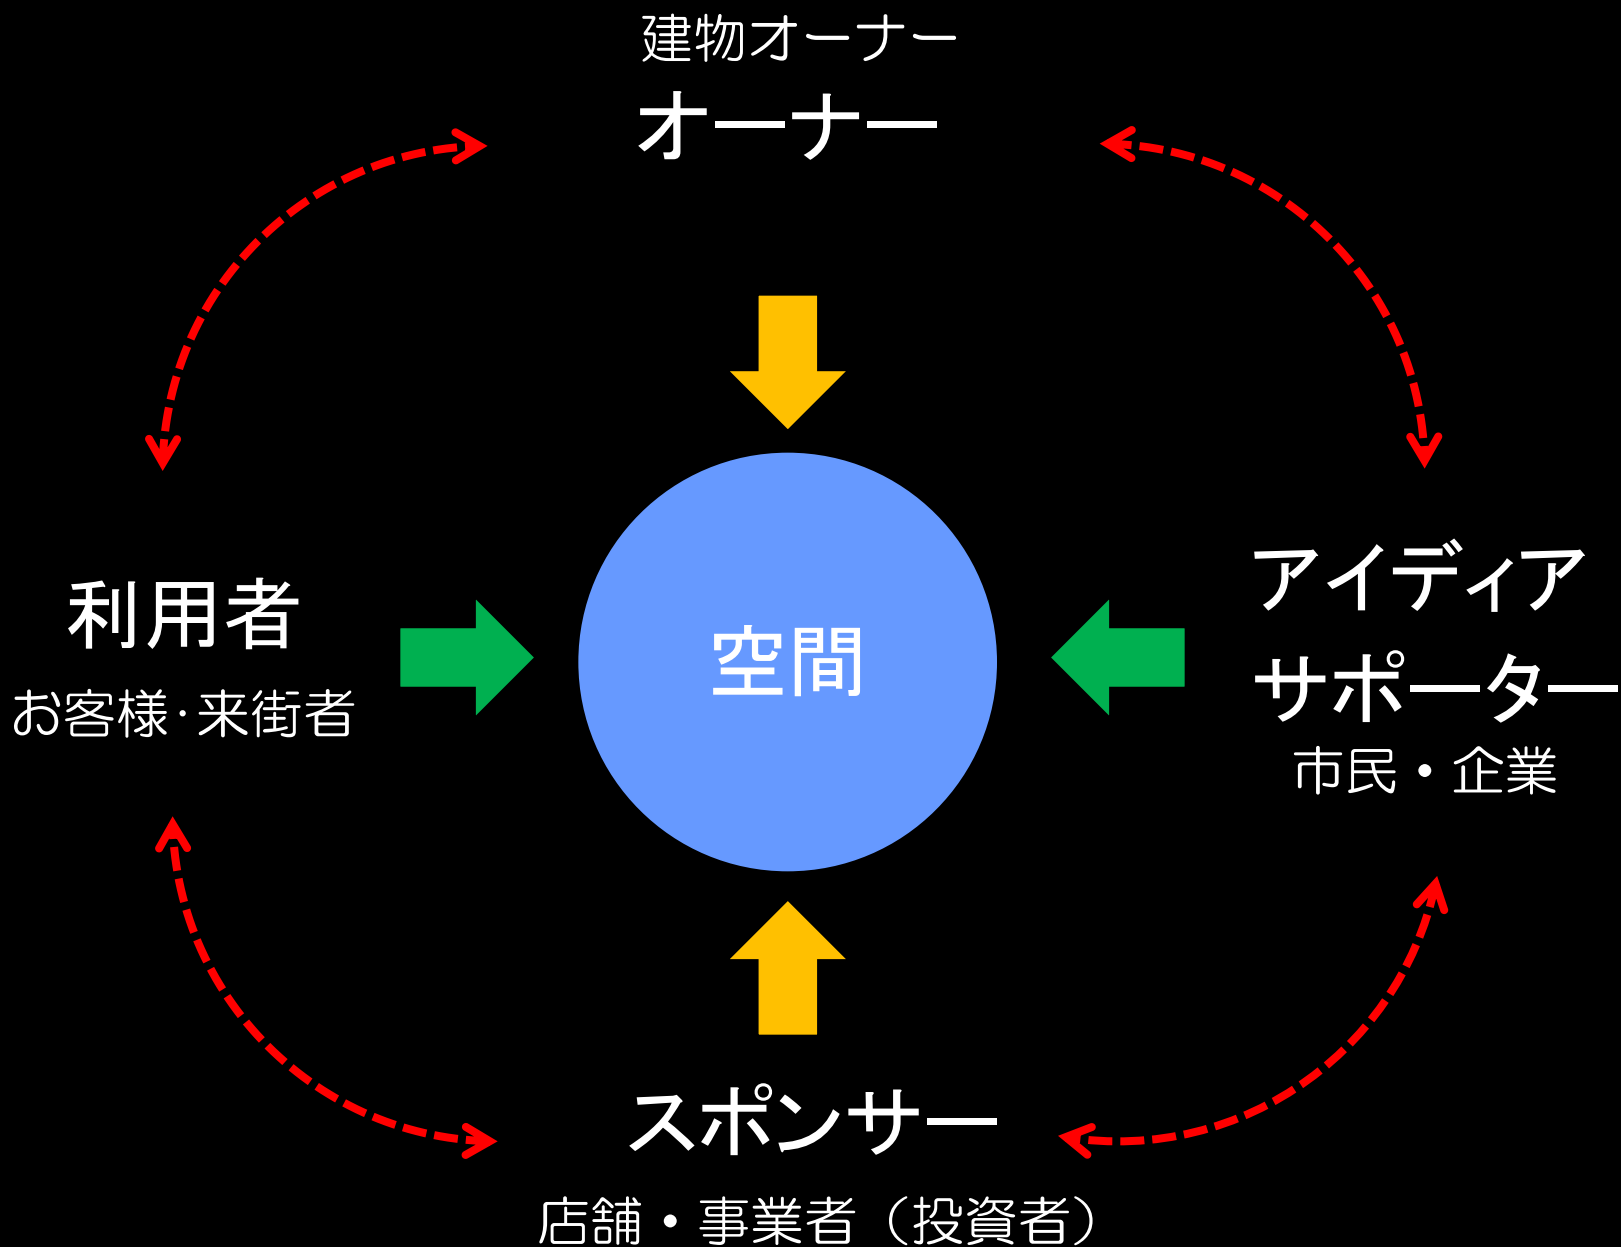 建物オーナー
オーナー
利用者
お客様・来街者
空間
アイディア
サポーター
市民・企業
スポンサー
店舗・事業者（投資者）